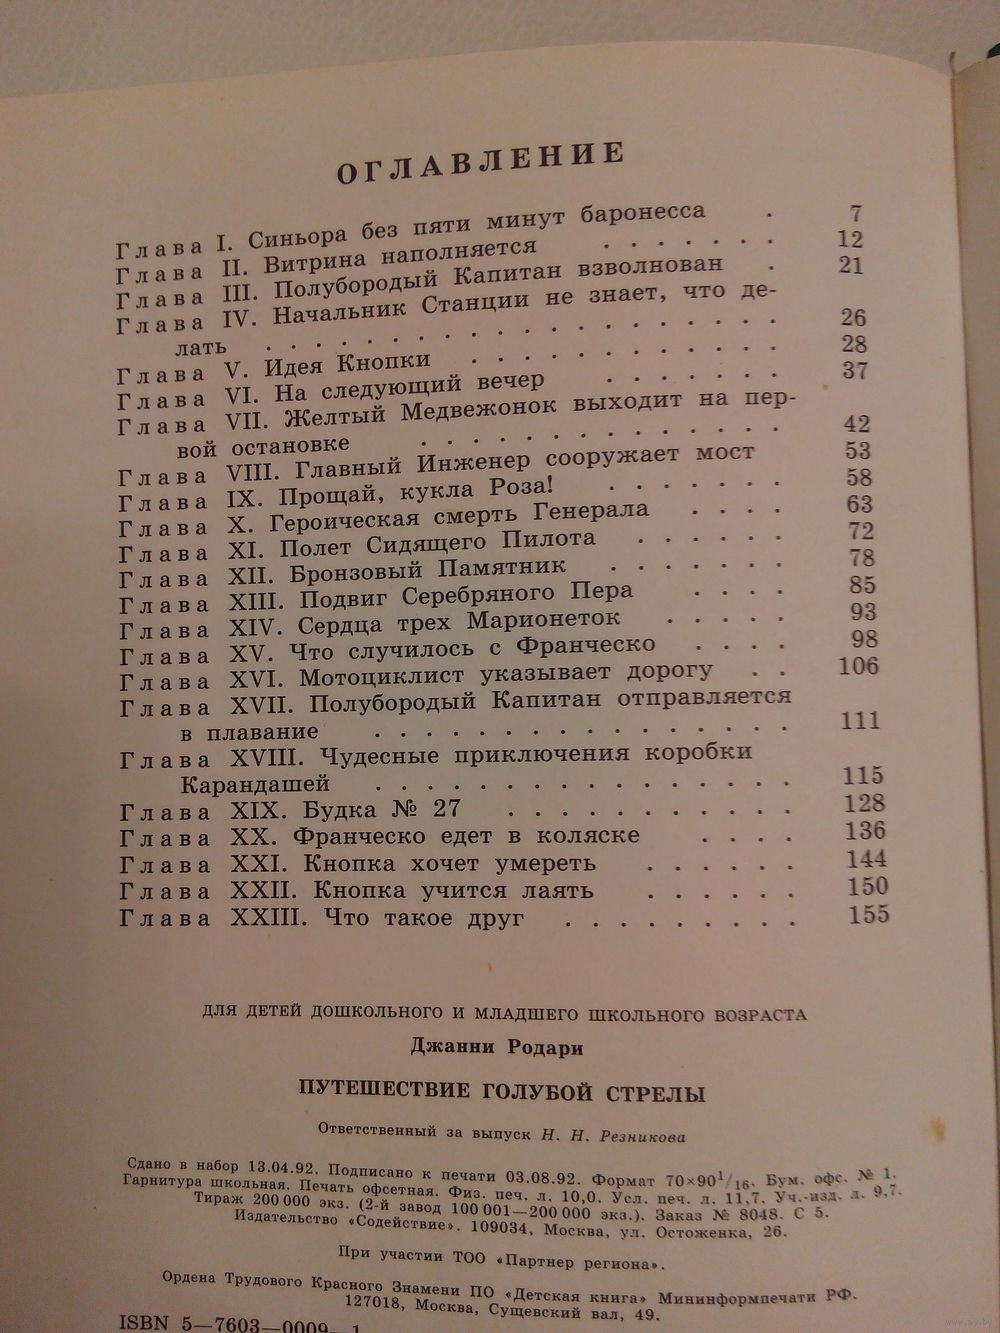 ОГЛАВЛЕНИЕ
Глава I. Синьора без пяти минут баронесса . 7
Глава II. Витрина наполняется . . . . . . . 12
Глава III. Полубородый Капитан взволнован . 21
Глава IV. Начальник Станции не знает, что де-
лать . . . . . . . . . . . . . . . . . . . . 26
Глава V. Идея Кнопки . . . . . . . . . . . . 28
Глава VI. На следующий вечер . . . . . . . 37
Глава VII. Желтый Медвежонок выходит на пер-
вой остановке . . . . . . . . . . . . . . 42
Глава VIII. Главный Инженер сооружает мост 53
Глава IX. Прощай, кукла Роза! . . . . . . . 58
Глава X. Героическая смерть Генерала . . . . 63
Глава XI. Полет Сидящего Пилота . . . . . . 72
Глава XII. Бронзовый Памятник . . . . . . . 78
Глава XIII. Подвиг Серебряного Пера . . . . 85
Глава XIV. Сердца трех Марионеток . . . . . 93
Глава XV. Что случилось с Франческо . . . . 98
Глава XVI. Мотоциклист указывает дорогу . . 106
Глава XVII. Полубородый Капитан отправляется
в плавание . . . . . . . . . . . . . . . . 111
Глава XVIII. Чудесные приключения коробки
Карандашей . . . . . . . . . . . . . . . . . 115
Глава XIX. Будка № 27 . . . . . . . . . . . 128
Глава XX. Франческо едет в коляске . . . . 136
Глава XXI. Кнопка хочет умереть . . . . . . 144
Глава XXII. Кнопка учится лаять . . . . . . 150
Глава XXIII. Что такое друг . . . . . . . . . 155
ДЛЯ ДЕТЕЙ ДОШКОЛЬНОГО И МЛАДШЕГО ШКОЛЬНОГО ВОЗРАСТА
Джанни Родари
ПУТЕШЕСТВИЕ ГОЛУБОЙ СТРЕЛЫ
Ответственный за выпуск Н. Н. Резникова
Сдано в набор 13.04.92. Подписано к печати 03.08.92. Формат 70×90¹/₁₆. Бум. офс. № 1.
Гарнитура школьная. Печать офсетная. Физ. печ. л. 10,0. Усл. печ. л. 11,7. Уч.-изд. л. 9,7.
Тираж 200 000 экз. (2-й завод 100 001—200 000 экз.). Заказ № 8048. С 5.
Издательство «Содействие». 109034, Москва, ул. Остоженка, 26.
При участии ТОО «Партнер региона».
Ордена Трудового Красного Знамени ПО «Детская книга» Мининформпечати РФ.
127018, Москва, Сущевский вал, 49.
ISBN 5—7603—0009—1